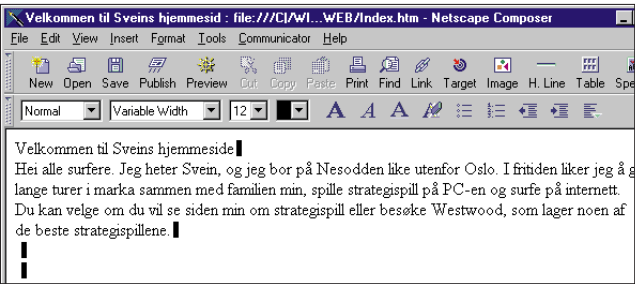 Velkommen til Sveins hjemmesid : file:///C|/WI...WEB/Index.htm - Netscape Composer
File Edit View Insert Format Tools Communicator Help
New Open Save Publish Preview Cut Copy Paste Print Find Link Target Image H. Line Table Spe
Normal Variable Width 12 A A A
Velkommen til Sveins hjemmeside
Hei alle surfere. Jeg heter Svein, og jeg bor på Nesodden like utenfor Oslo. I fritiden liker jeg å g
lange turer i marka sammen med familien min, spille strategispill på PC-en og surfe på internett.
Du kan velge om du vil se siden min om strategispill eller besøke Westwood, som lager noen af
de beste strategispillene.